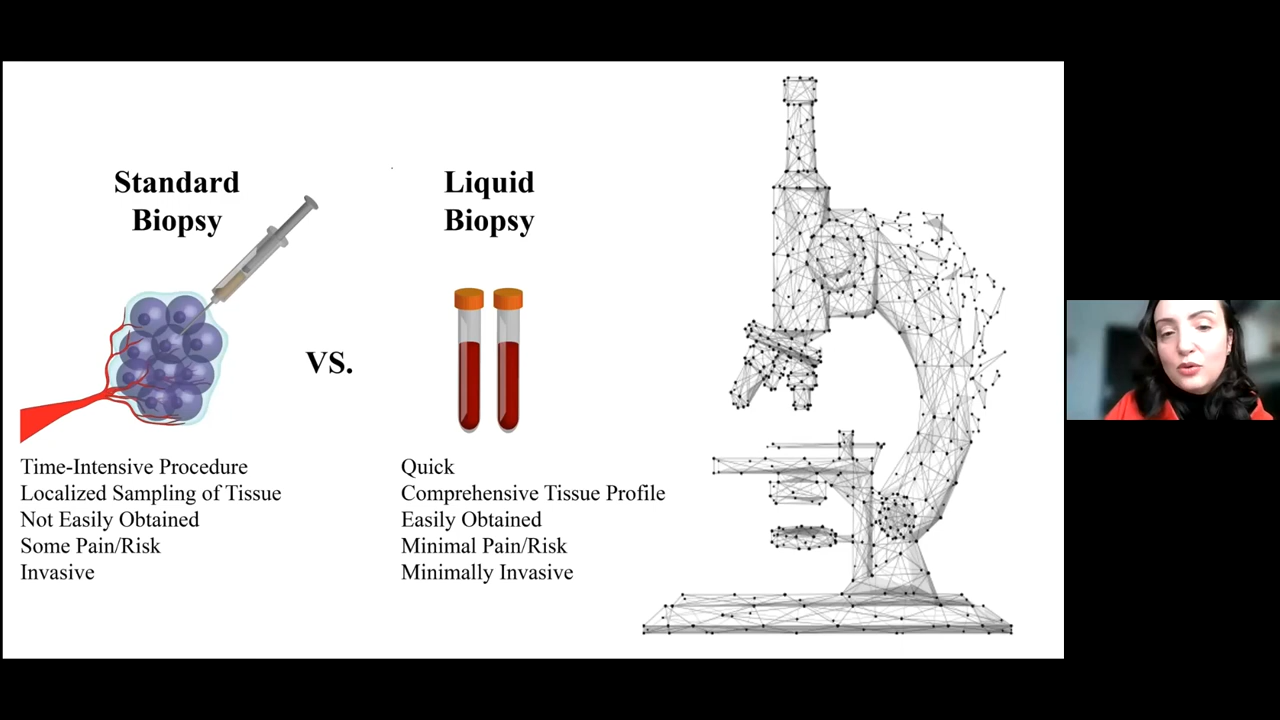 Standard
Biopsy
Liquid
Biopsy
VS.
Time-Intensive Procedure
Localized Sampling of Tissue
Not Easily Obtained
Some Pain/Risk
Invasive
Quick
Comprehensive Tissue Profile
Easily Obtained
Minimal Pain/Risk
Minimally Invasive